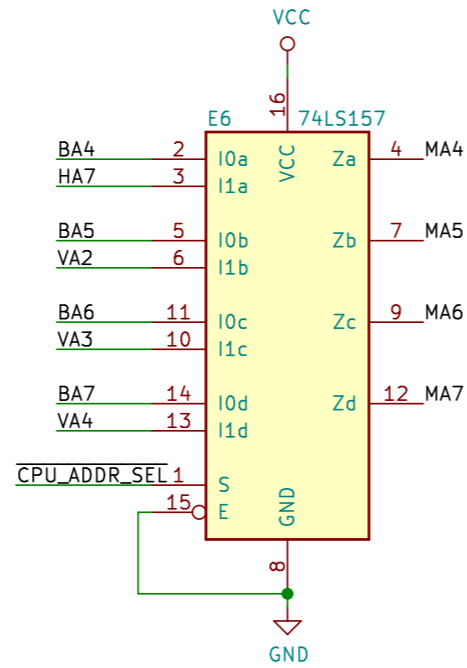 VCC
16
E6 74LS157
BA4 2 I0a VCC Za 4 MA4
HA7 3 I1a
BA5 5 I0b Zb 7 MA5
VA2 6 I1b
BA6 11 I0c Zc 9 MA6
VA3 10 I1c
BA7 14 I0d Zd 12 MA7
VA4 13 I1d
CPU_ADDR_SEL 1 S
15 E GND
8
GND